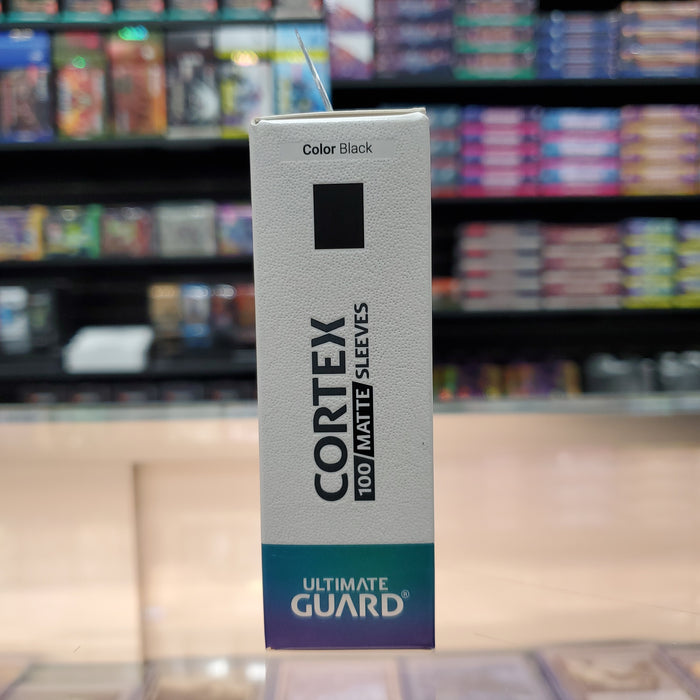 Color Black
CORTEX
100/MATTE/SLEEVES
ULTIMATE
GUARD®